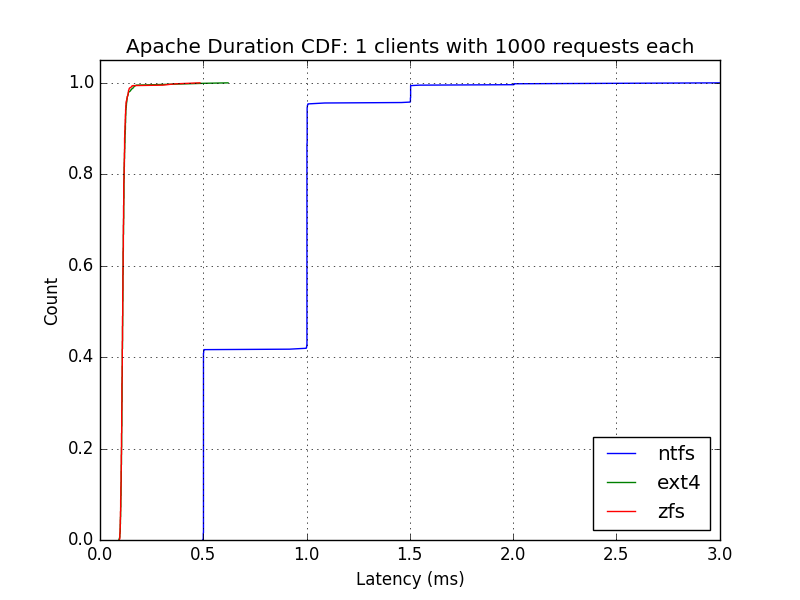 Apache Duration CDF: 1 clients with 1000 requests each
1.0
0.8
0.6
0.4
0.2
0.0
Count
0.0 0.5 1.0 1.5 2.0 2.5 3.0
Latency (ms)
ntfs
ext4
zfs